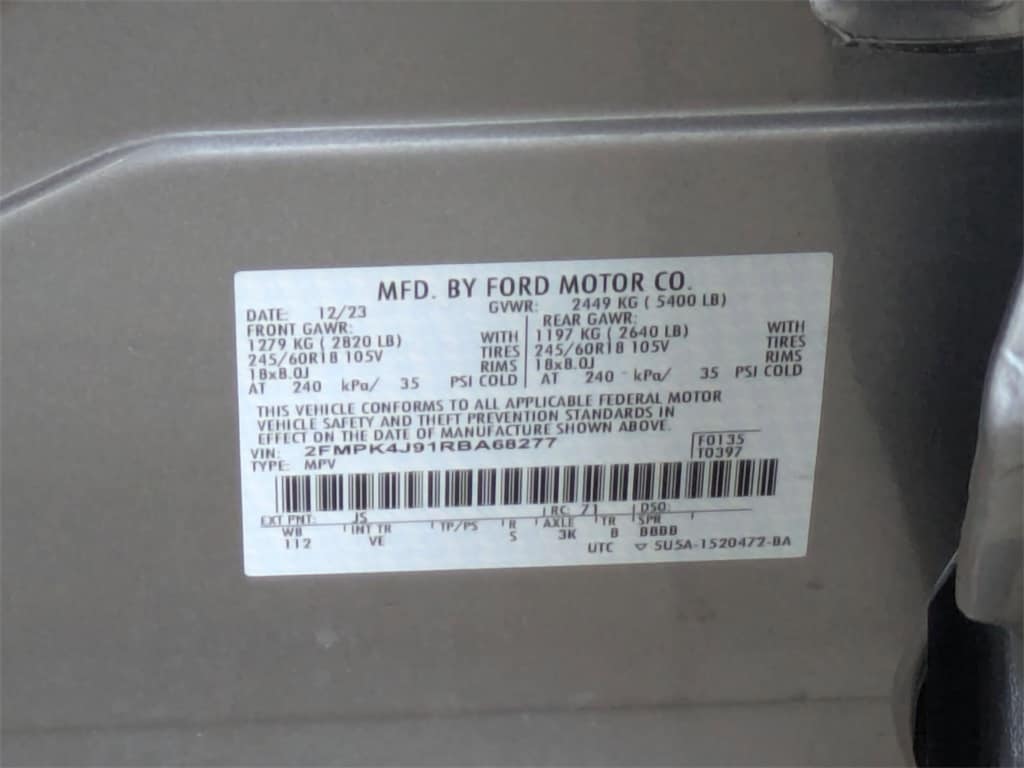 MFD. BY FORD MOTOR CO.
DATE: 12/23 GVWR: 2449 KG ( 5400 LB)
FRONT GAWR: REAR GAWR:
1279 KG ( 2820 LB) WITH 1197 KG ( 2640 LB) WITH
245/60R18 105V TIRES 245/60R18 105V TIRES
18x8.0J RIMS 18x8.0J RIMS
AT 240 kPa/ 35 PSI COLD AT 240 kPa/ 35 PSI COLD
THIS VEHICLE CONFORMS TO ALL APPLICABLE FEDERAL MOTOR
VEHICLE SAFETY AND THEFT PREVENTION STANDARDS IN
EFFECT ON THE DATE OF MANUFACTURE SHOWN ABOVE.
VIN: 2FMPK4J91RBA68277 F0135
TYPE: MPV T0397
EXT PNT: JS RC: 71 DSO:
WB INT TR TP/PS R AXLE TR SPR
112 VE S 3K B BBBB
UTC ▽ 5U5A-1520472-BA